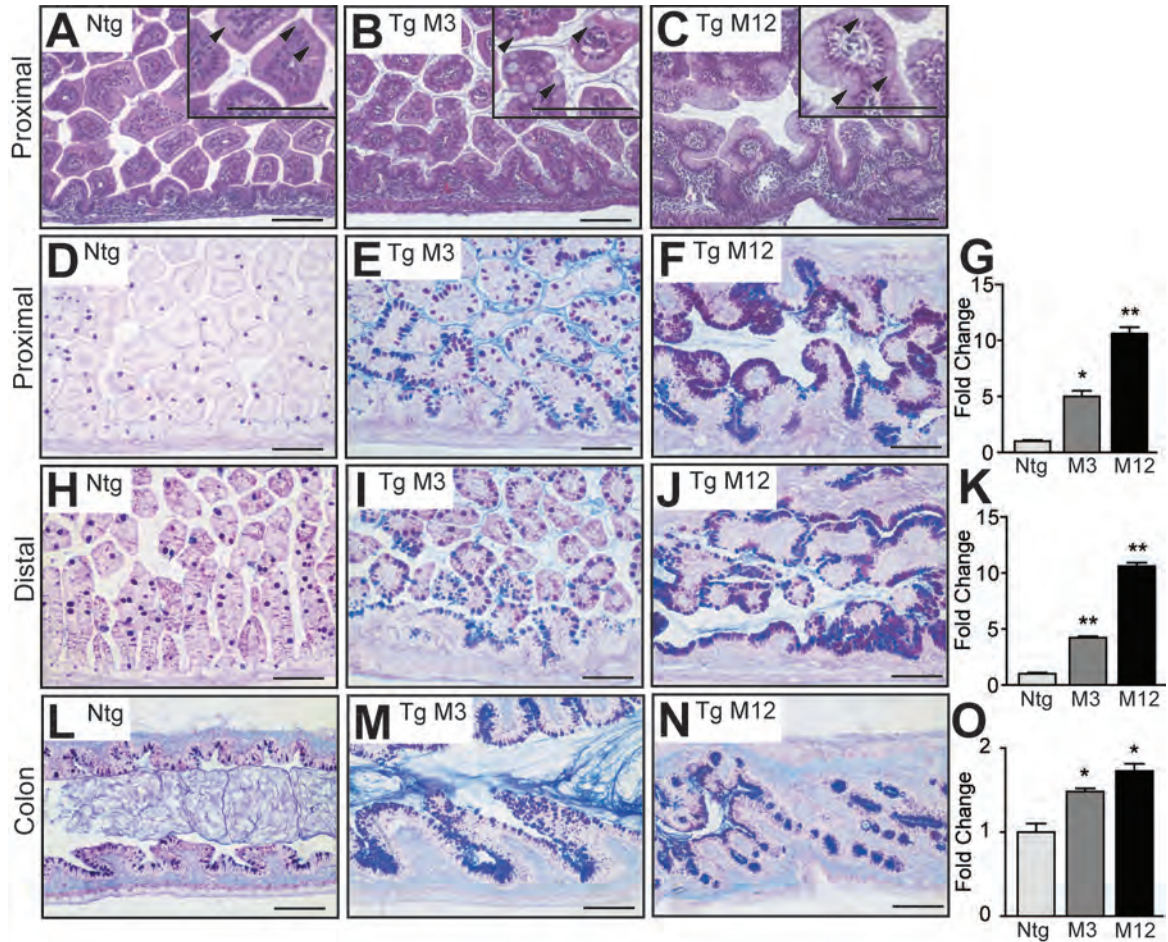 A Ntg
B Tg M3
C Tg M12
Proximal
D Ntg
E Tg M3
F Tg M12
Proximal
G
Fold Change
15
10
5
0
Ntg M3 M12
*
**
H Ntg
I Tg M3
J Tg M12
Distal
K
Fold Change
15
10
5
0
Ntg M3 M12
**
**
L Ntg
M Tg M3
N Tg M12
Colon
O
Fold Change
2
1
0
Ntg M3 M12
*
*